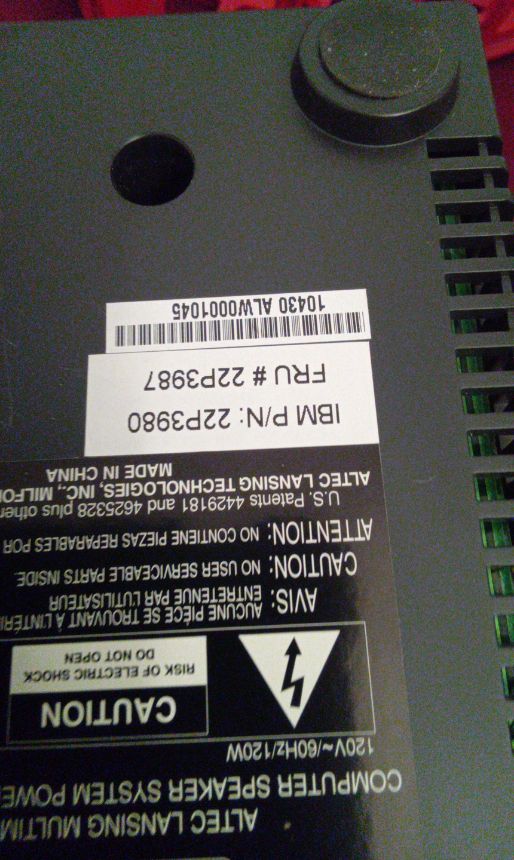 ALTEC LANSING MULTIM
COMPUTER SPEAKER SYSTEM POWE
120V~/60Hz/120W
CAUTION
RISK OF ELECTRIC SHOCK
DO NOT OPEN
AVIS: AUCUNE PIÈCE SE TROUVANT À L'INTÉRI
ENTRETENUE PAR L'UTILISATEUR
CAUTION: NO USER SERVICEABLE PARTS INSIDE.
ATTENTION: NO CONTIENE PIEZAS REPARABLES POR
U.S. Patents 4429181 and 4625328 plus other
ALTEC LANSING TECHNOLOGIES, INC., MILFOR
MADE IN CHINA
IBM P/N: 22P3980
FRU # 22P3987
10430 ALW0001045